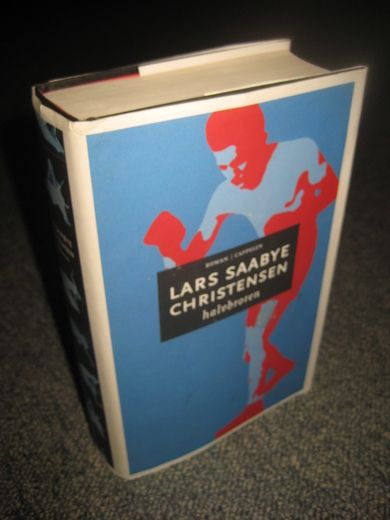 ROMAN | CAPPELEN
LARS SAABYE
CHRISTENSEN
halvbroren